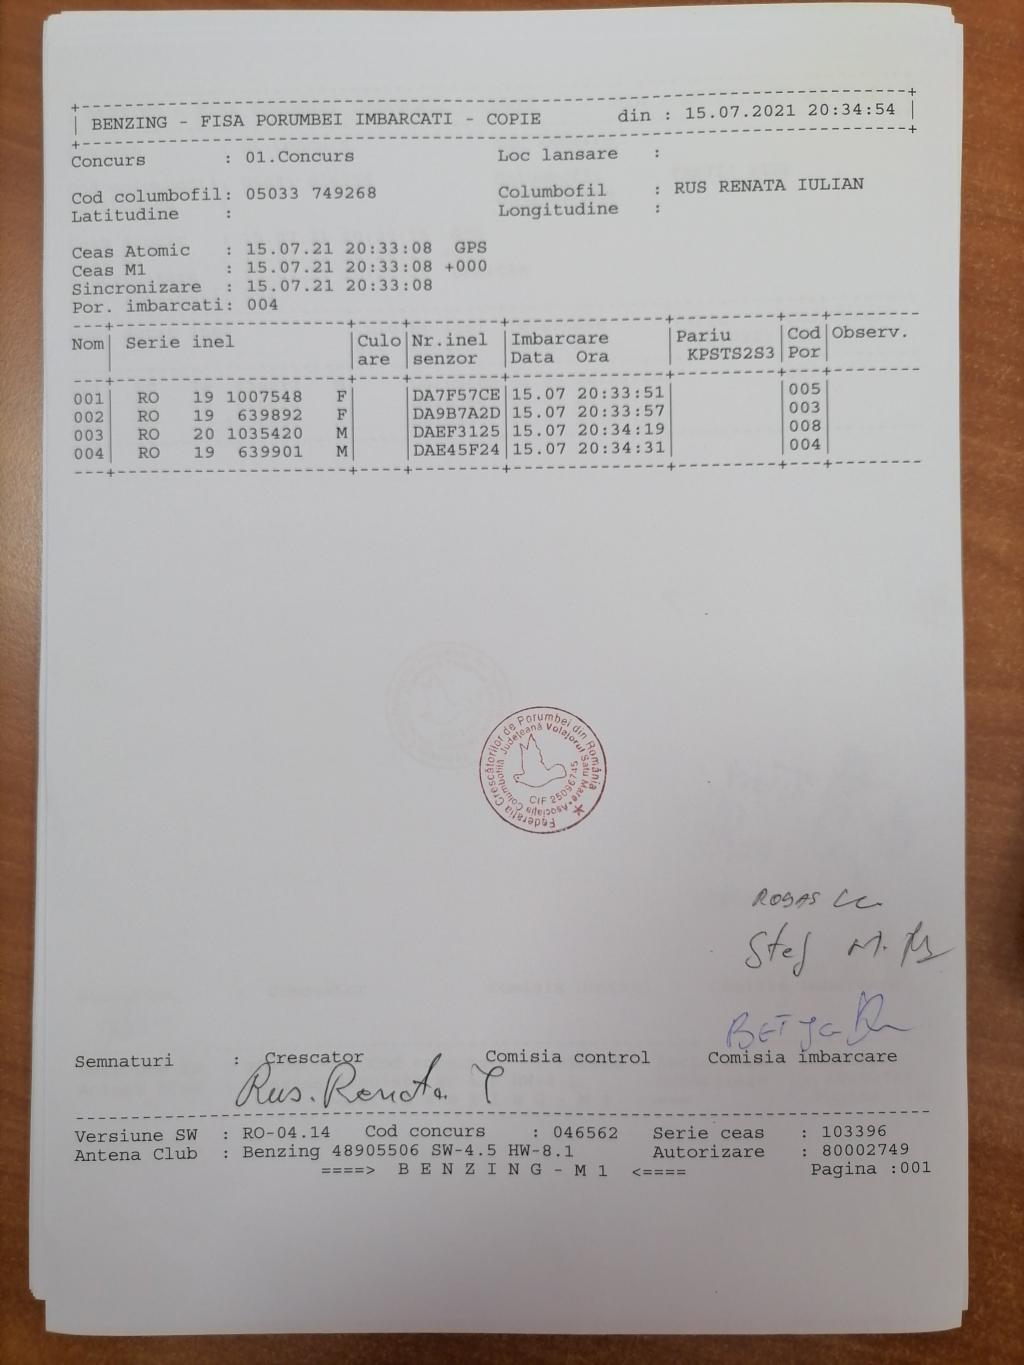 BENZING - FISA PORUMBEI IMBARCATI - COPIE din : 15.07.2021 20:34:54
Concurs : 01.Concurs Loc lansare :
Cod columbofil: 05033 749268 Columbofil : RUS RENATA IULIAN
Latitudine : Longitudine :
Ceas Atomic : 15.07.21 20:33:08 GPS
Ceas M1 : 15.07.21 20:33:08 +000
Sincronizare : 15.07.21 20:33:08
Por. imbarcati: 004
Nom| Serie inel |Culo|Nr.inel |Imbarcare |Pariu |Cod|Observ.
are |senzor |Data Ora | KPSTS2S3|Por|
001| RO 19 1007548 F| |DA7F57CE|15.07 20:33:51| |005|
002| RO 19 639892 F| |DA9B7A2D|15.07 20:33:57| |003|
003| RO 20 1035420 M| |DAEF3125|15.07 20:34:19| |008|
004| RO 19 639901 M| |DAE45F24|15.07 20:34:31| |004|
Federația Crescătorilor de Porumbei din România
Asociația Columbofilă Județeană Voiajorul Satu Mare
CIF 25096745
Stej M.
Semnaturi : Crescator Comisia control Comisia imbarcare
Rus. Renata
Versiune SW : RO-04.14 Cod concurs : 046562 Serie ceas : 103396
Antena Club : Benzing 48905506 SW-4.5 HW-8.1 Autorizare : 80002749
====> B E N Z I N G - M 1 <==== Pagina :001